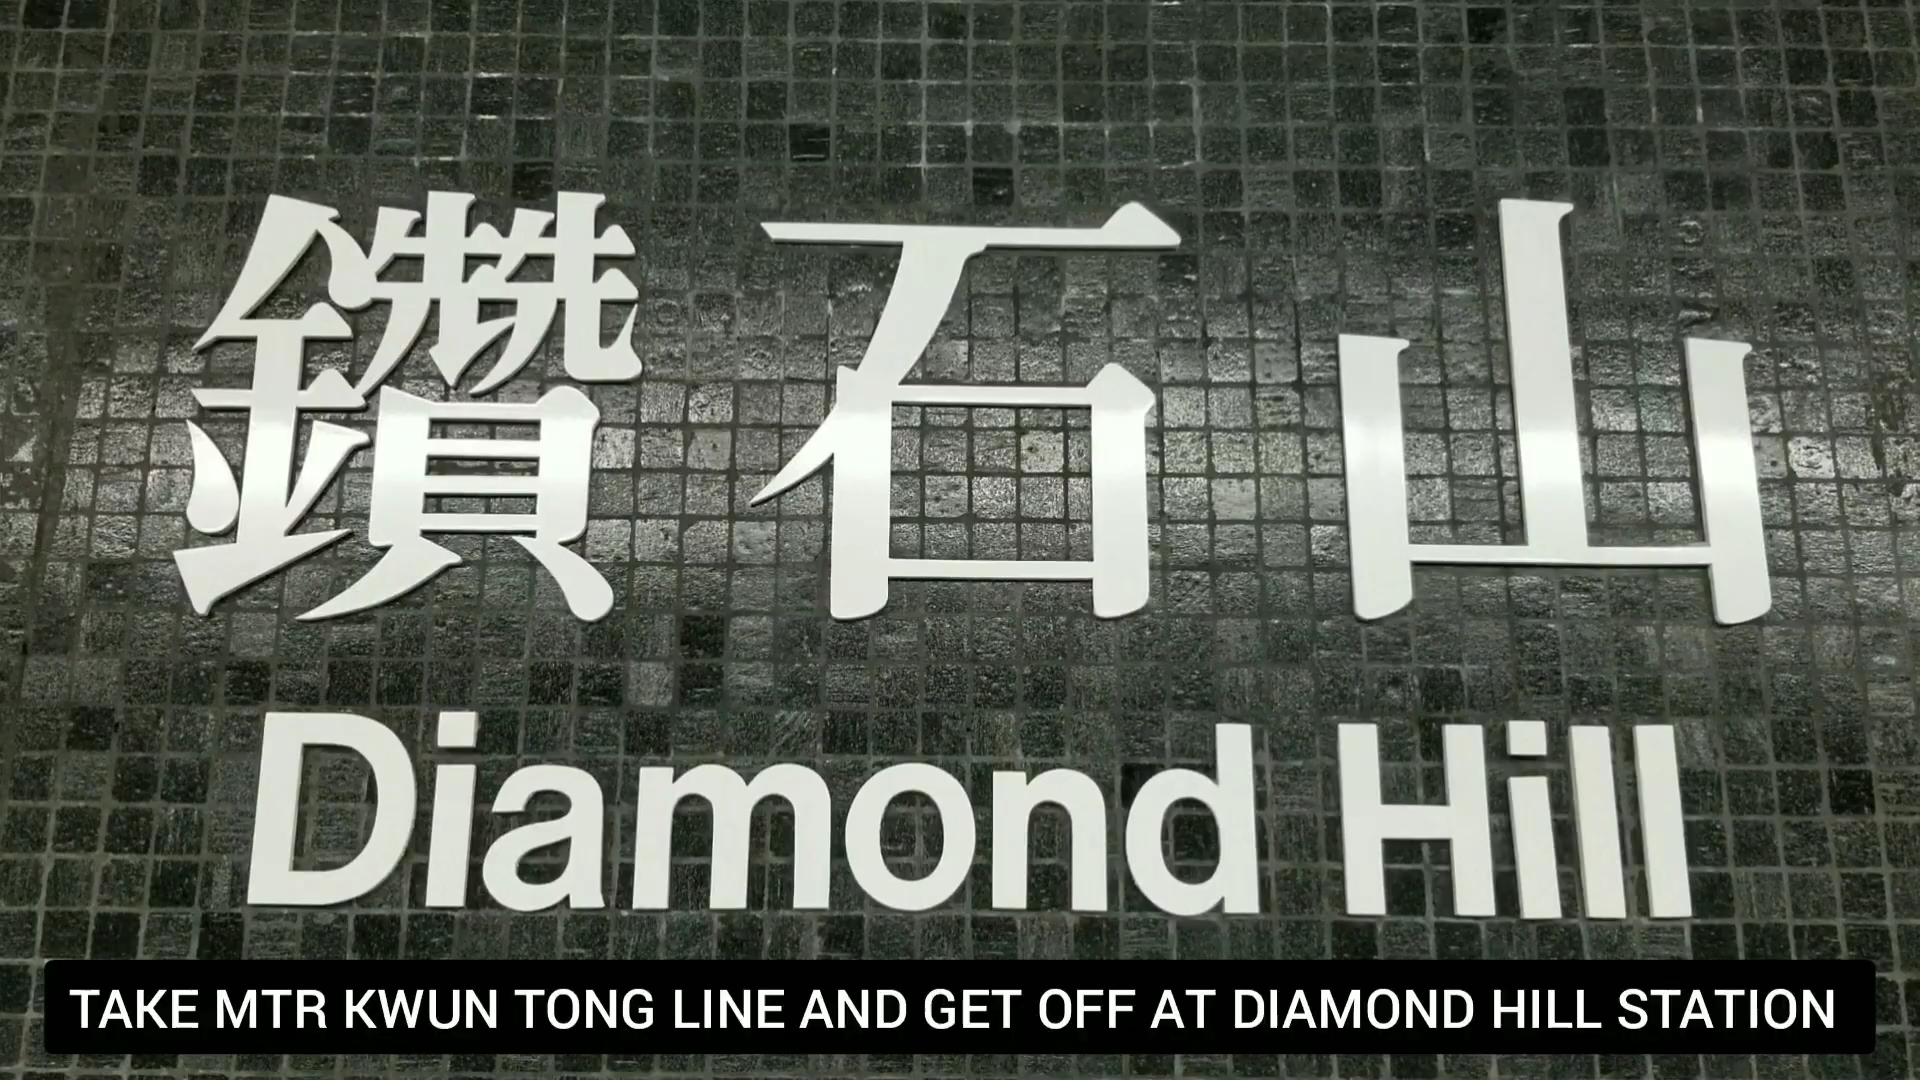 鑽石山
Diamond Hill
TAKE MTR KWUN TONG LINE AND GET OFF AT DIAMOND HILL STATION